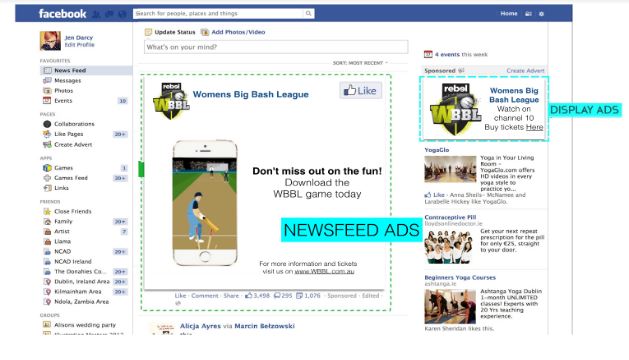 facebook
Search for people, places and things
Home
Jen Darcy
Edit Profile
FAVOURITES
News Feed
Messages
Photos
Events 10
PAGES
Collaborations
Like Pages 20+
Create Advert
APPS
Games 1
Games Feed 20+
Links
FRIENDS
Close Friends
Family 20+
Artist 7
Llama
NCAD 20+
NCAD Ireland
The Donahies Co... 20+
Dublin, Ireland Area 20+
Kilmainham Area 20+
Ndola, Zambia Area
GROUPS
Alisons wedding party
Update Status Add Photos/Video
What's on your mind?
SORT: MOST RECENT
rebel
WBBL
Womens Big Bash League
Like
Don't miss out on the fun!
Download the
WBBL game today
NEWSFEED ADS
For more information and tickets
visit us on www.WBBL.com.au
Like · Comment · Share · 3,498 295 1,076 · Sponsored · Edited
Alicja Ayres via Marcin Bełzowski
4 events this week
Sponsored Create Advert
rebel
WBBL
Womens Big
Bash League
Watch on
channel 10
Buy tickets Here
DISPLAY ADS
YogaGlo
Yoga in Your Living
Room –
YogaGlo.com offers
HD videos in every
yoga style to
practice yo...
Like · Anna Shells- McNamee and
Larabelle Hickey like YogaGlo.
Contraceptive Pill
lloydsonlinedoctor.ie
Get your next repeat
prescription for the pill
for only €25, straight
to your door.
Beginners Yoga Courses
ashtanga.ie
Ashtanga Yoga Dublin
1-month UNLIMITED
classes! Experts with
20 Yrs teaching
experience.
Karen Sheridan likes this.